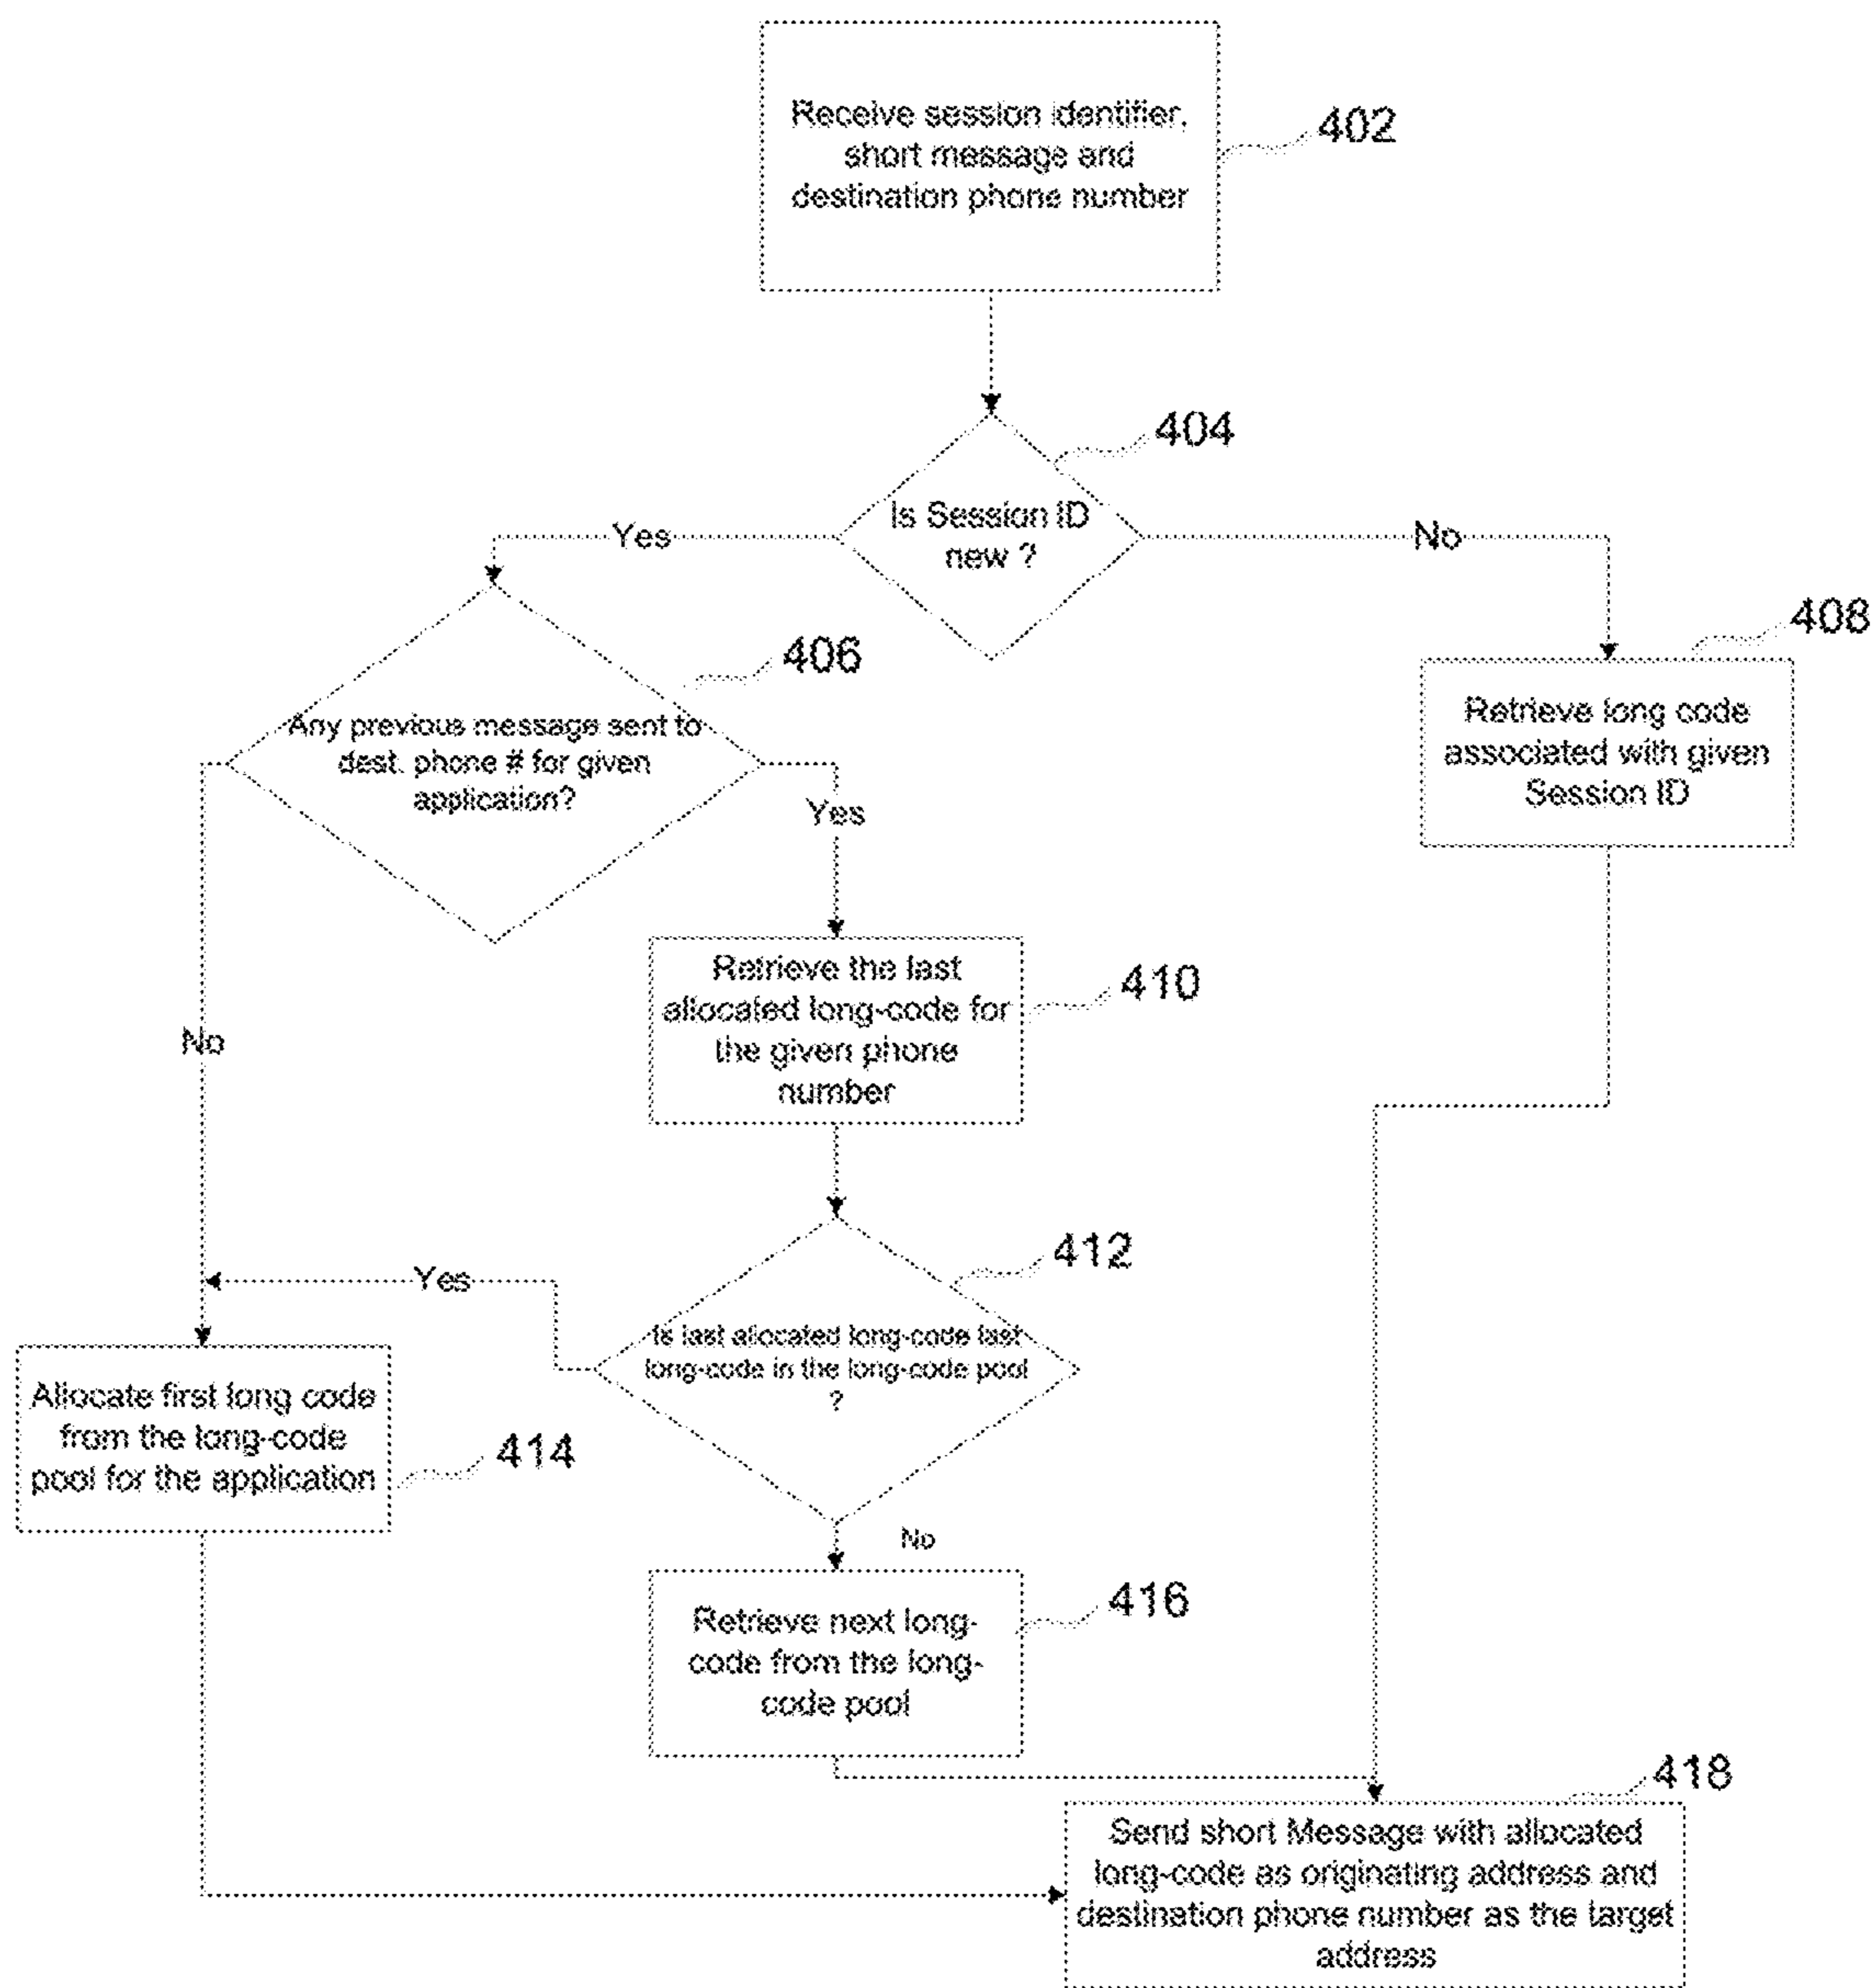 Receive session identifier,
short message and
destination phone number
402
404
Is Session ID
new ?
Yes
No
406
408
Any previous message sent to
dest. phone # for given
application?
Retrieve long code
associated with given
Session ID
Yes
Retrieve the last
allocated long-code for
the given phone
number
410
No
412
Yes
Is last allocated long-code last
long-code in the long-code pool
?
Allocate first long code
from the long-code
pool for the application
414
No
416
Retrieve next long-
code from the long-
code pool
418
Send short Message with allocated
long-code as originating address and
destination phone number as the target
address